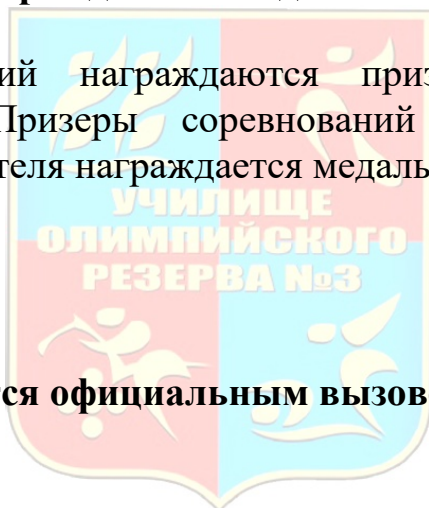 ий награждаются приз
Призеры соревнований
теля награждается медаль
УЧИЛИЩЕ
ОЛИМПИЙСКОГО
РЕЗЕРВА №3
ся официальным вызов